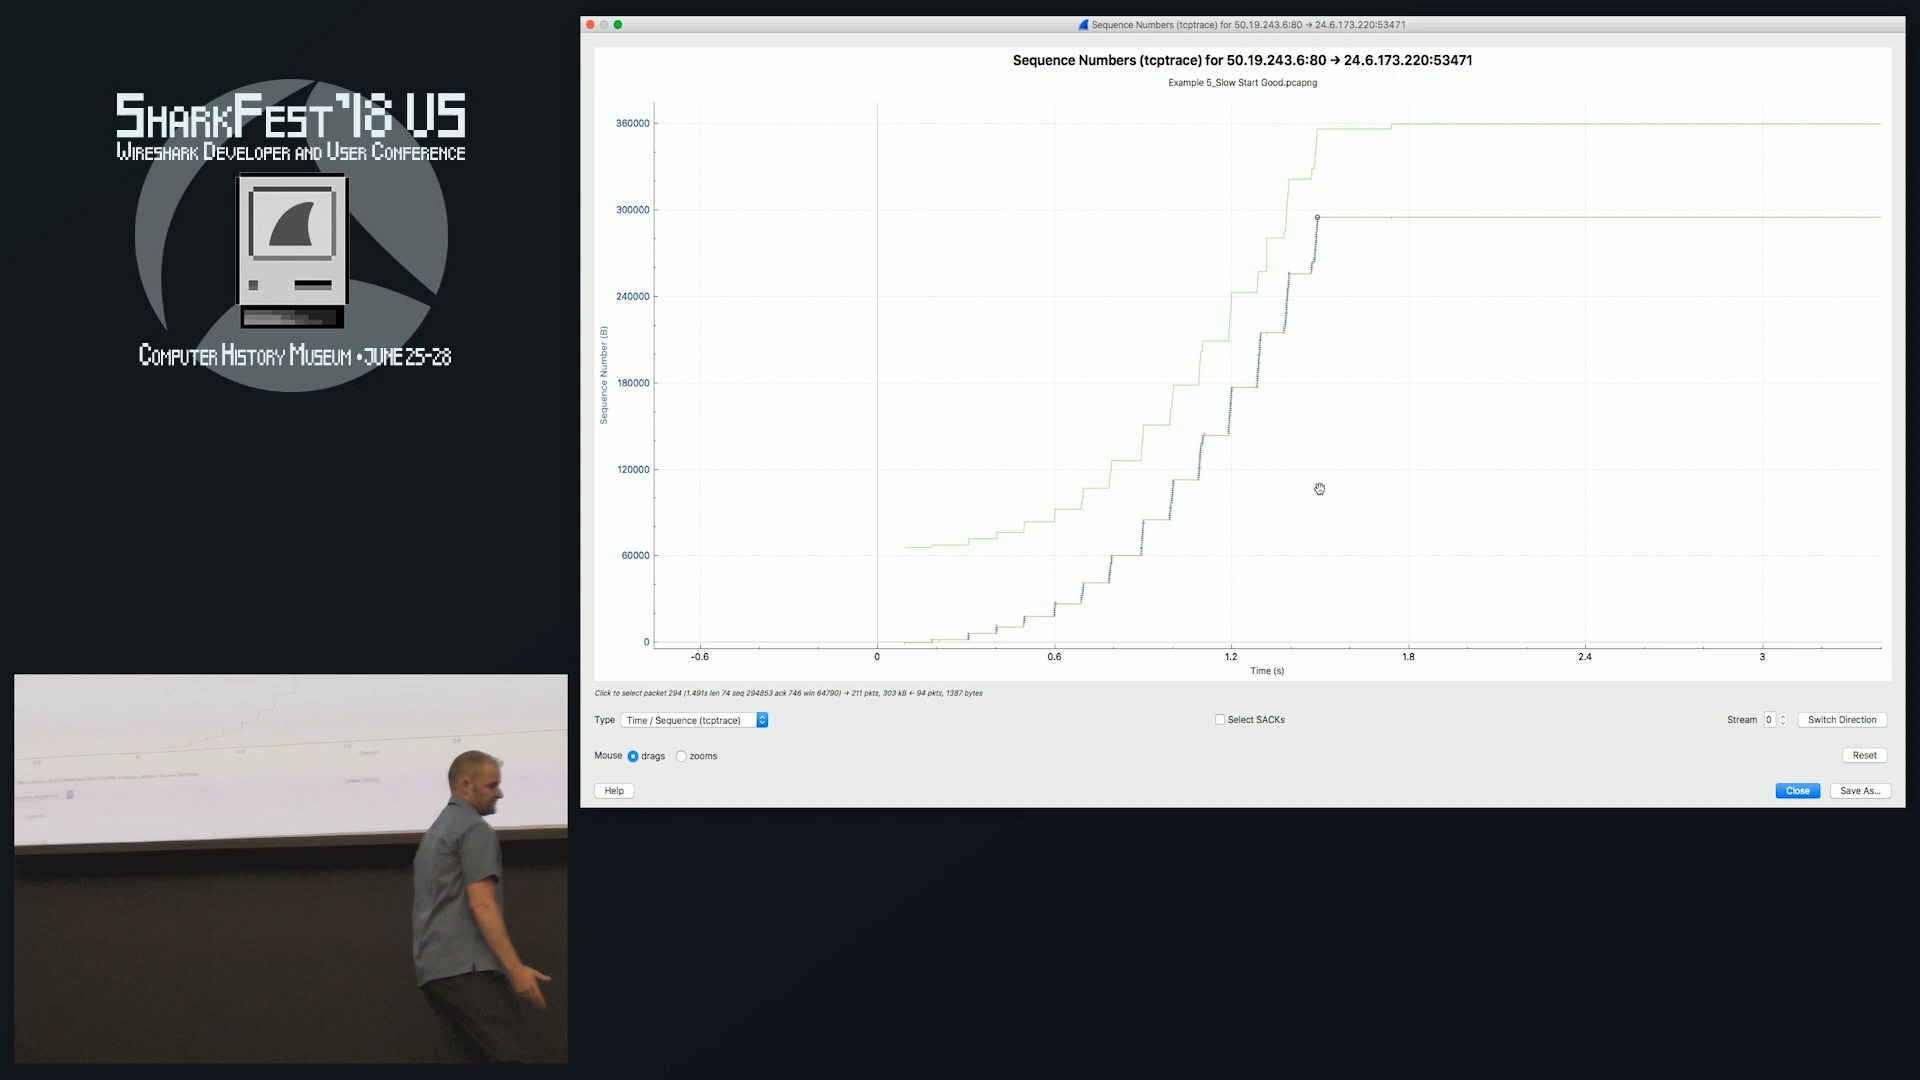 SharkFest '18 US
Wireshark Developer and User Conference
Computer History Museum • June 25-28
Sequence Numbers (tcptrace) for 50.19.243.6:80 → 24.6.173.220:53471
Sequence Numbers (tcptrace) for 50.19.243.6:80 → 24.6.173.220:53471
Example 5_Slow Start Good.pcapng
360000
300000
240000
180000
120000
60000
0
Sequence Number (B)
-0.6 0 0.6 1.2 1.8 2.4 3
Time (s)
Click to select packet 294 (1.491s len 74 seq 294853 ack 746 win 64790) → 211 pkts, 303 kB ← 94 pkts, 1387 bytes
Type Time / Sequence (tcptrace) Select SACKs Stream 0 Switch Direction
Mouse drags zooms Reset
Help Close Save As...